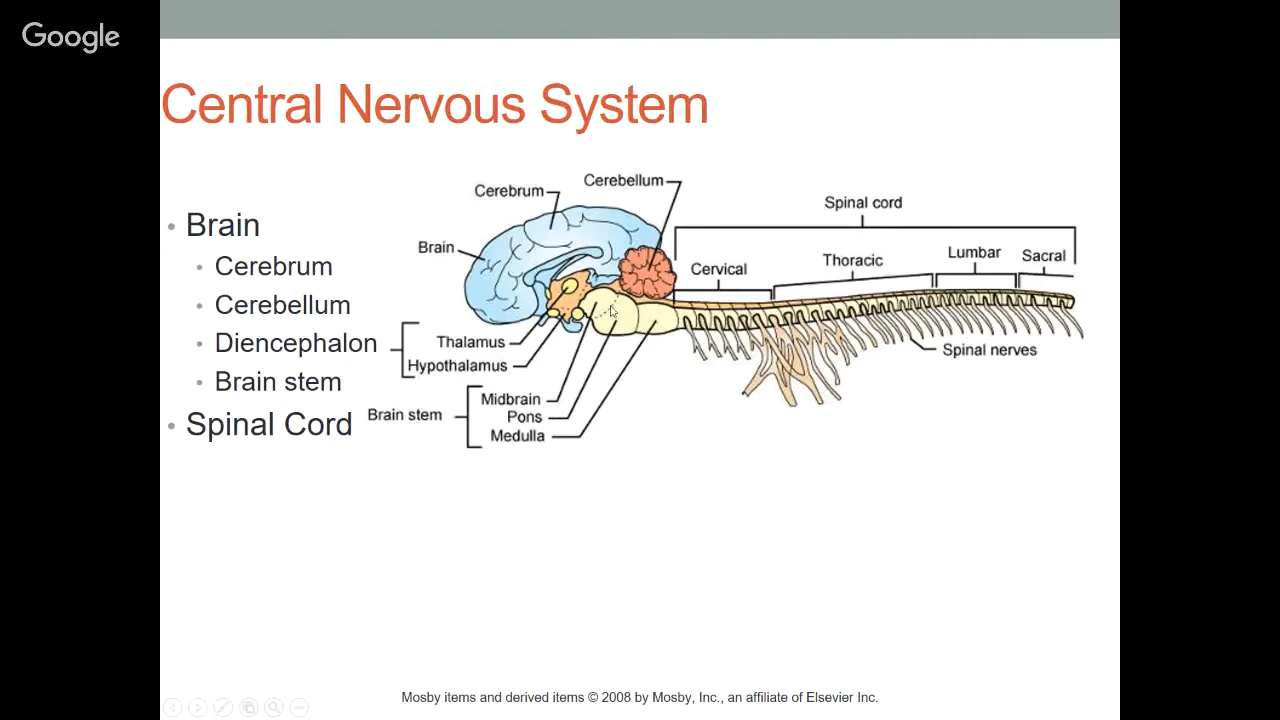 Google
Central Nervous System
• Brain
• Cerebrum
• Cerebellum
• Diencephalon
• Brain stem
• Spinal Cord
Cerebrum
Cerebellum
Brain
Thalamus
Hypothalamus
Brain stem
Midbrain
Pons
Medulla
Spinal cord
Cervical
Thoracic
Lumbar
Sacral
Spinal nerves
Mosby items and derived items © 2008 by Mosby, Inc., an affiliate of Elsevier Inc.